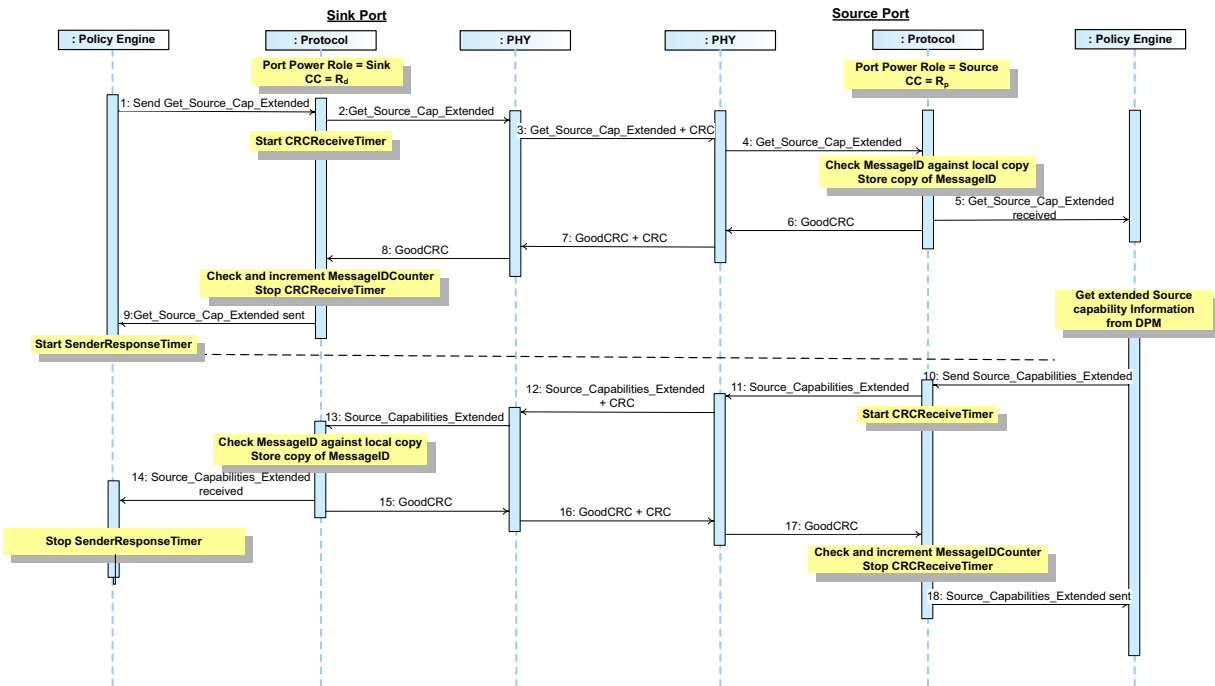 Sink Port
Source Port
: Policy Engine
: Protocol
: PHY
: PHY
: Protocol
: Policy Engine
Port Power Role = Sink
CC = Rd
Port Power Role = Source
CC = Rp
1: Send Get_Source_Cap_Extended
2:Get_Source_Cap_Extended
Start CRCReceiveTimer
3: Get_Source_Cap_Extended + CRC
4: Get_Source_Cap_Extended
Check MessageID against local copy
Store copy of MessageID
5: Get_Source_Cap_Extended
received
6: GoodCRC
7: GoodCRC + CRC
8: GoodCRC
Check and increment MessageIDCounter
Stop CRCReceiveTimer
9:Get_Source_Cap_Extended sent
Start SenderResponseTimer
Get extended Source
capability Information
from DPM
10: Send Source_Capabilities_Extended
11: Source_Capabilities_Extended
Start CRCReceiveTimer
12: Source_Capabilities_Extended
+ CRC
13: Source_Capabilities_Extended
Check MessageID against local copy
Store copy of MessageID
14: Source_Capabilities_Extended
received
15: GoodCRC
16: GoodCRC + CRC
17: GoodCRC
Stop SenderResponseTimer
Check and increment MessageIDCounter
Stop CRCReceiveTimer
18: Source_Capabilities_Extended sent